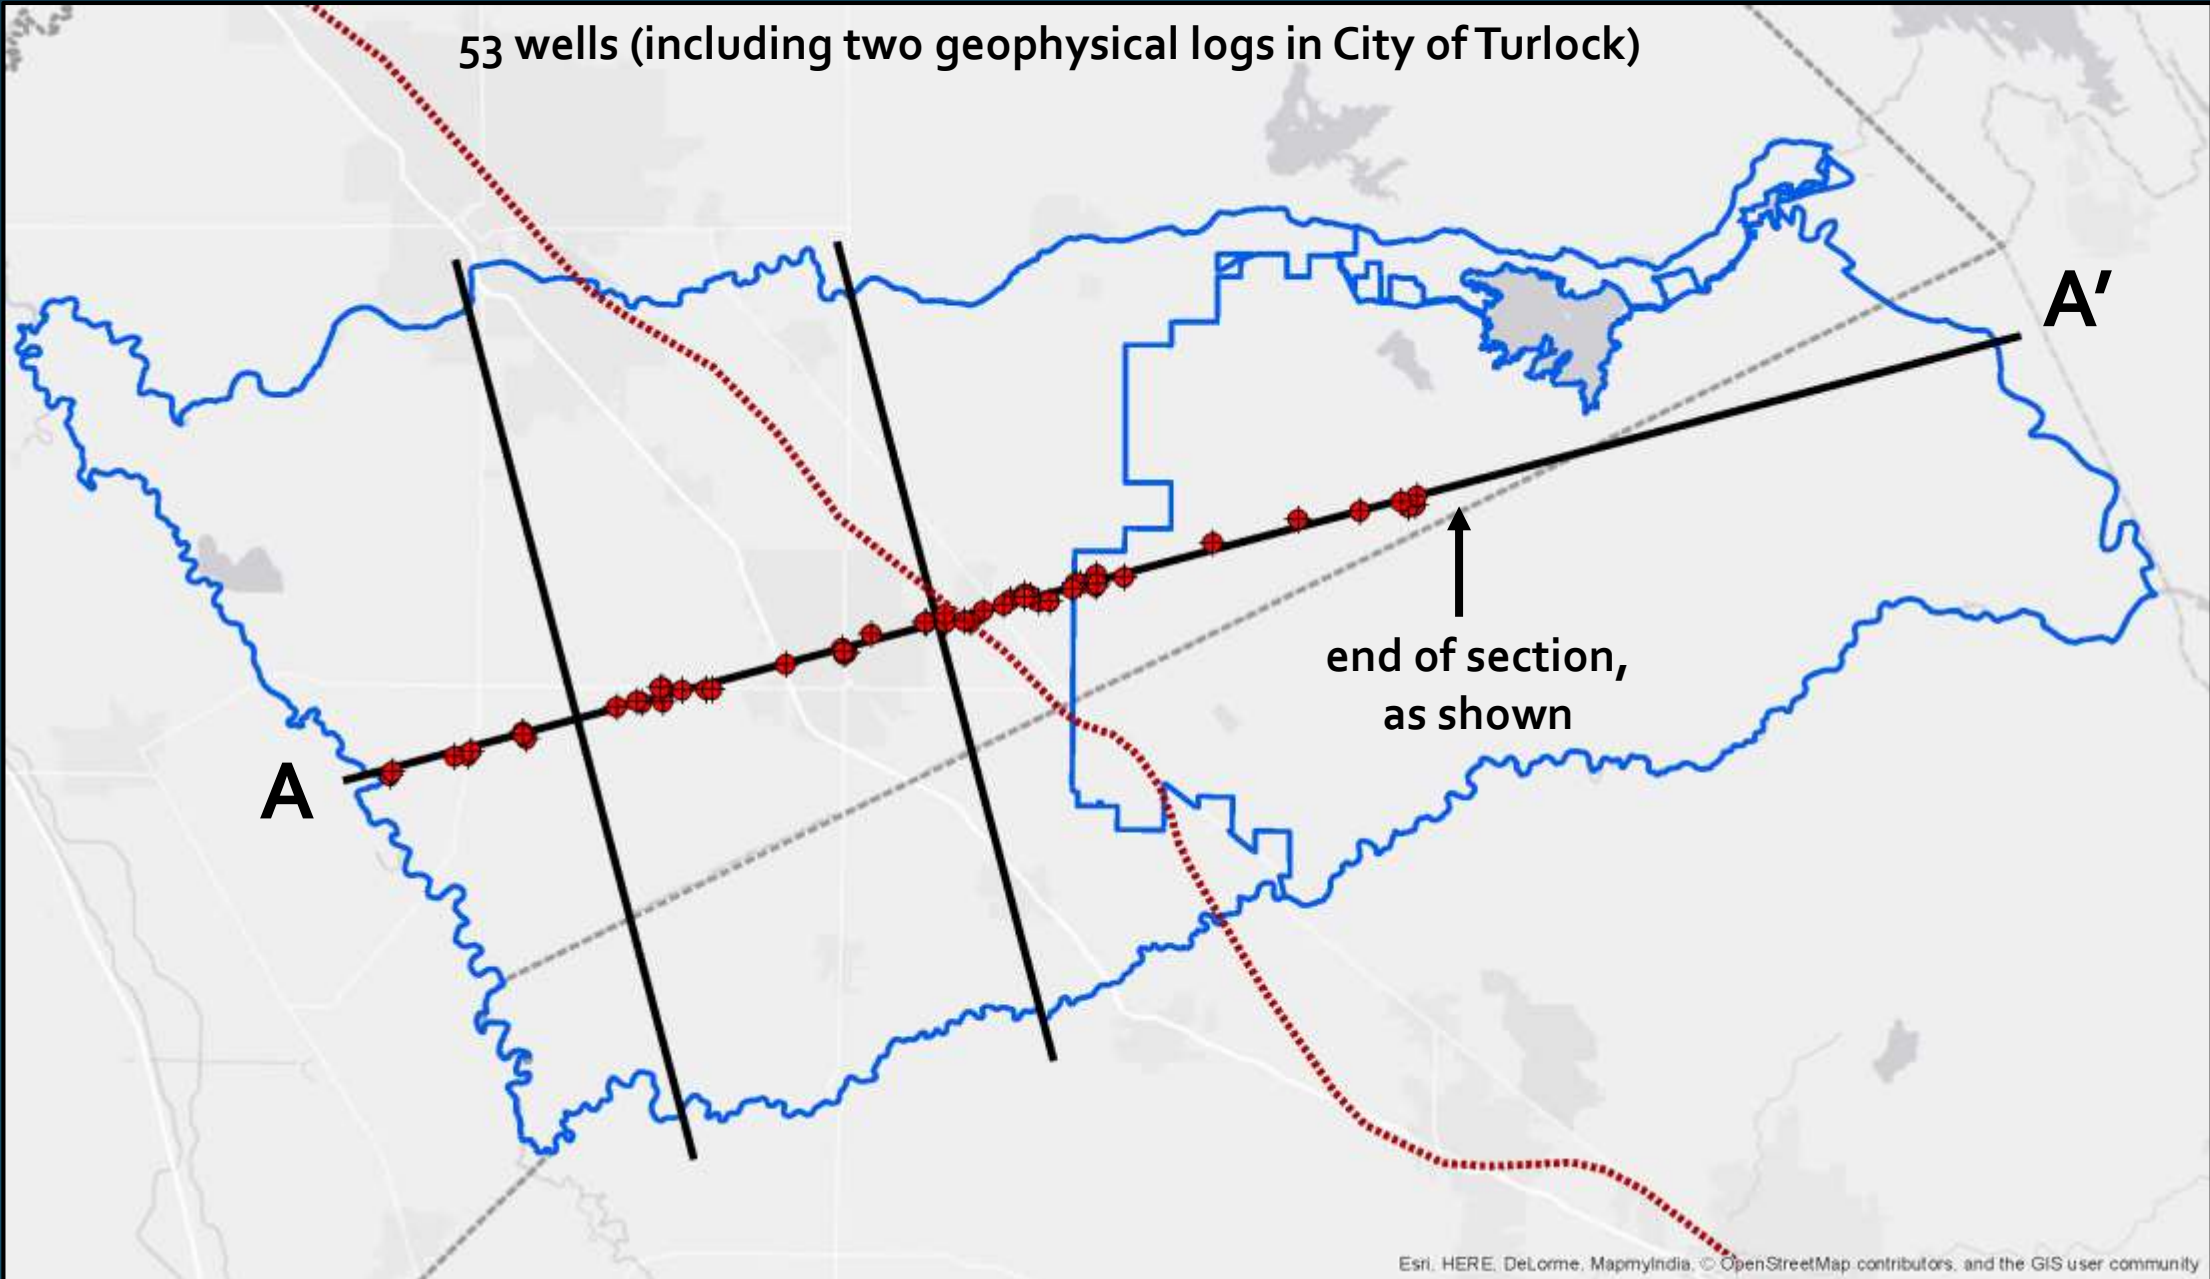 53 wells (including two geophysical logs in City of Turlock)
A′
end of section,
as shown
A
Esri, HERE, DeLorme, MapmyIndia, © OpenStreetMap contributors, and the GIS user community